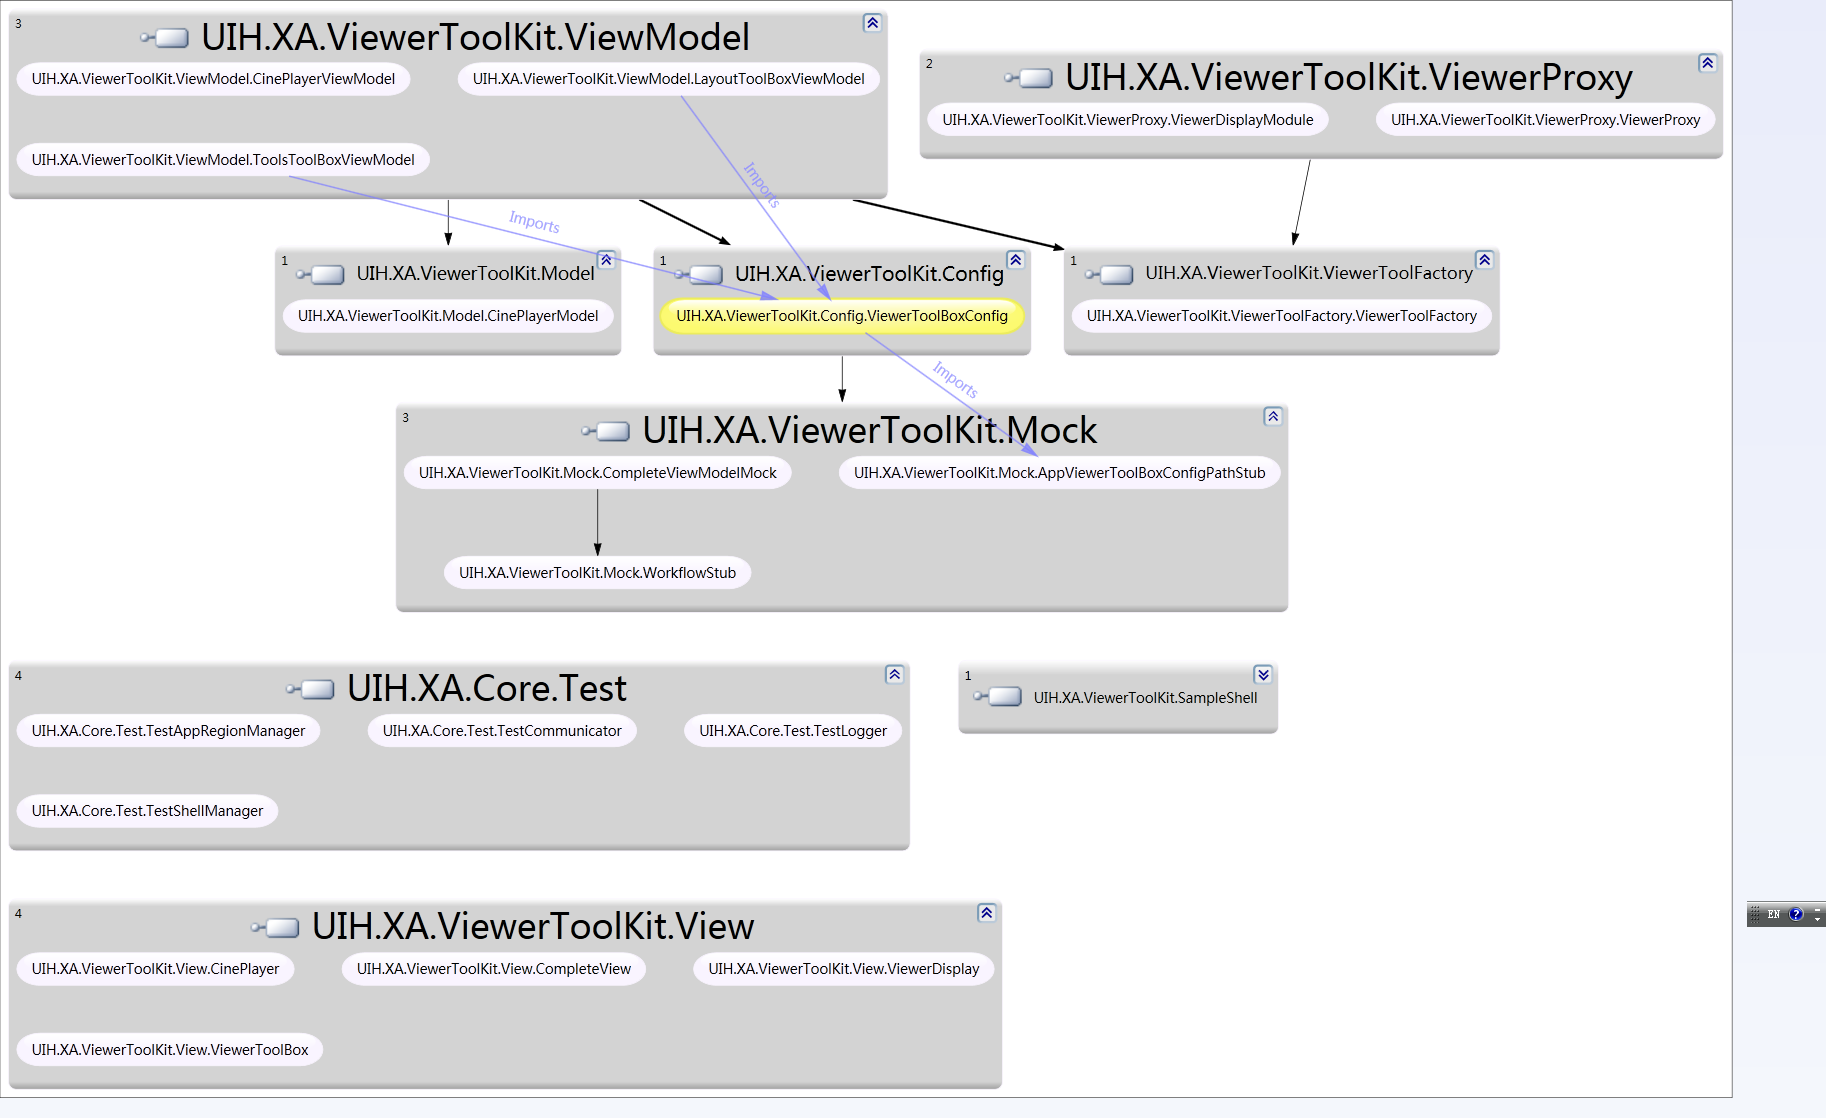 3
UIH.XA.ViewerToolKit.ViewModel
UIH.XA.ViewerToolKit.ViewModel.CinePlayerViewModel
UIH.XA.ViewerToolKit.ViewModel.LayoutToolBoxViewModel
UIH.XA.ViewerToolKit.ViewModel.ToolsToolBoxViewModel
2
UIH.XA.ViewerToolKit.ViewerProxy
UIH.XA.ViewerToolKit.ViewerProxy.ViewerDisplayModule
UIH.XA.ViewerToolKit.ViewerProxy.ViewerProxy
Imports
Imports
1
UIH.XA.ViewerToolKit.Model
UIH.XA.ViewerToolKit.Model.CinePlayerModel
1
UIH.XA.ViewerToolKit.Config
UIH.XA.ViewerToolKit.Config.ViewerToolBoxConfig
1
UIH.XA.ViewerToolKit.ViewerToolFactory
UIH.XA.ViewerToolKit.ViewerToolFactory.ViewerToolFactory
Imports
3
UIH.XA.ViewerToolKit.Mock
UIH.XA.ViewerToolKit.Mock.CompleteViewModelMock
UIH.XA.ViewerToolKit.Mock.AppViewerToolBoxConfigPathStub
UIH.XA.ViewerToolKit.Mock.WorkflowStub
4
UIH.XA.Core.Test
UIH.XA.Core.Test.TestAppRegionManager
UIH.XA.Core.Test.TestCommunicator
UIH.XA.Core.Test.TestLogger
UIH.XA.Core.Test.TestShellManager
1
UIH.XA.ViewerToolKit.SampleShell
4
UIH.XA.ViewerToolKit.View
UIH.XA.ViewerToolKit.View.CinePlayer
UIH.XA.ViewerToolKit.View.CompleteView
UIH.XA.ViewerToolKit.View.ViewerDisplay
UIH.XA.ViewerToolKit.View.ViewerToolBox
EN ?